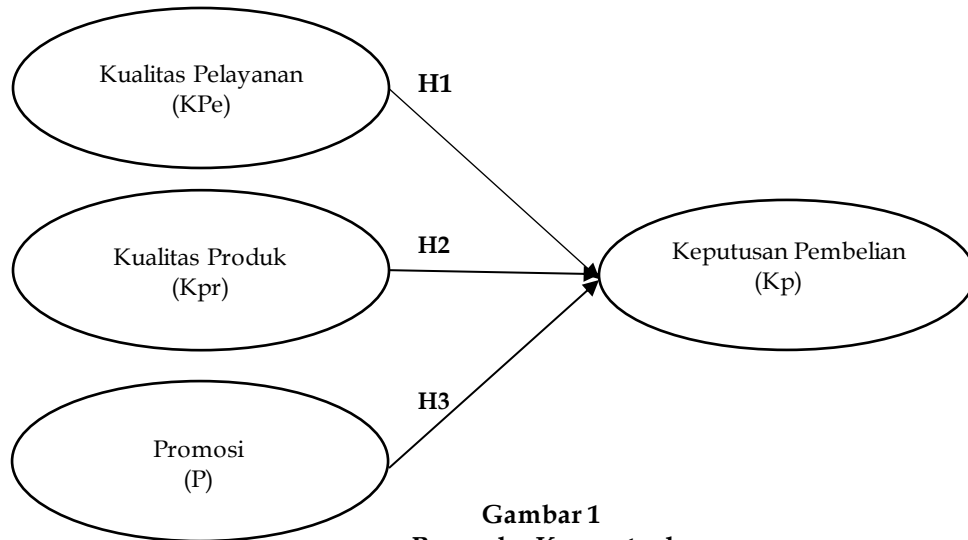 Kualitas Pelayanan
(KPe)
H1
Kualitas Produk
(Kpr)
H2
Keputusan Pembelian
(Kp)
Promosi
(P)
H3
Gambar 1